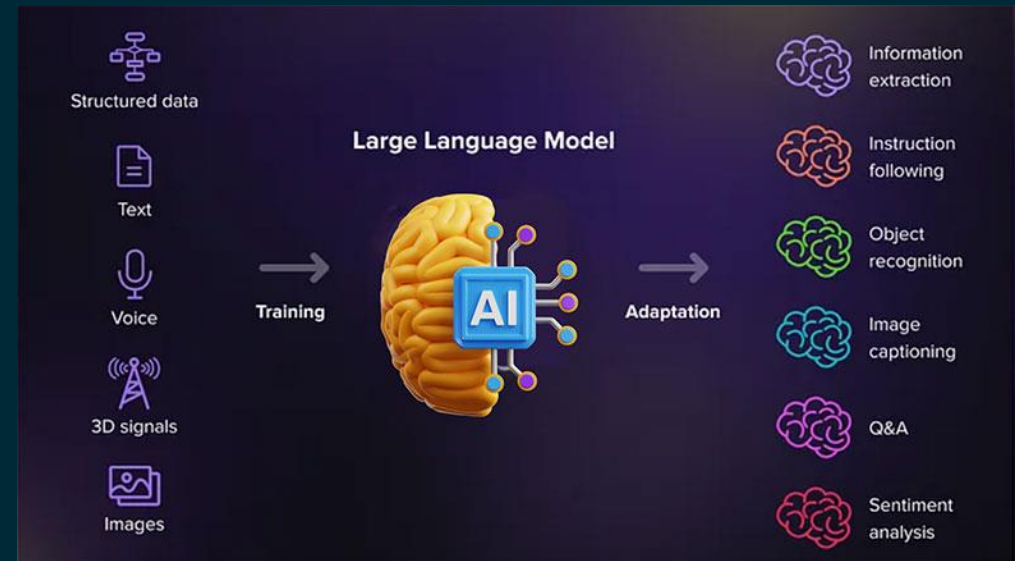 Structured data
Text
Voice
3D signals
Images
Training
Large Language Model
AI
Adaptation
Information
extraction
Instruction
following
Object
recognition
Image
captioning
Q&A
Sentiment
analysis